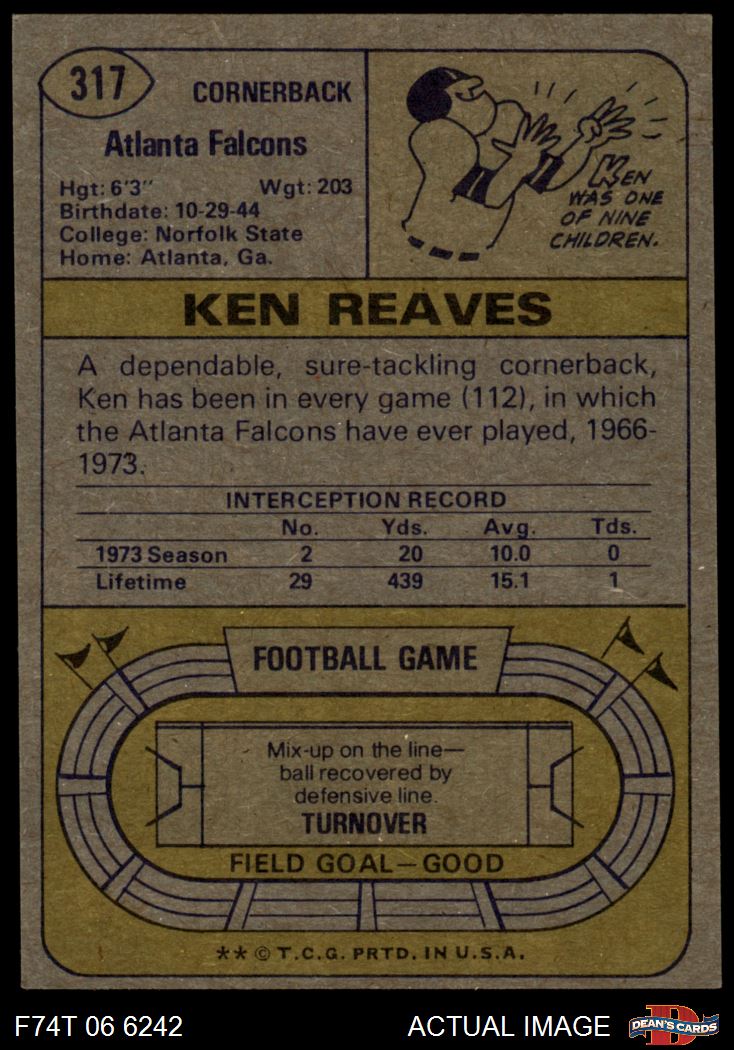 317
CORNERBACK
Atlanta Falcons
Hgt: 6'3" Wgt: 203
Birthdate: 10-29-44
College: Norfolk State
Home: Atlanta, Ga.
KEN
WAS ONE
OF NINE
CHILDREN.
KEN REAVES
A dependable, sure-tackling cornerback,
Ken has been in every game (112), in which
the Atlanta Falcons have ever played, 1966-
1973.
INTERCEPTION RECORD
No. Yds. Avg. Tds.
1973 Season 2 20 10.0 0
Lifetime 29 439 15.1 1
FOOTBALL GAME
Mix-up on the line—
ball recovered by
defensive line.
TURNOVER
FIELD GOAL—GOOD
** © T.C.G. PRTD. IN U.S.A.
F74T 06 6242
ACTUAL IMAGE
D
DEAN'S CARDS